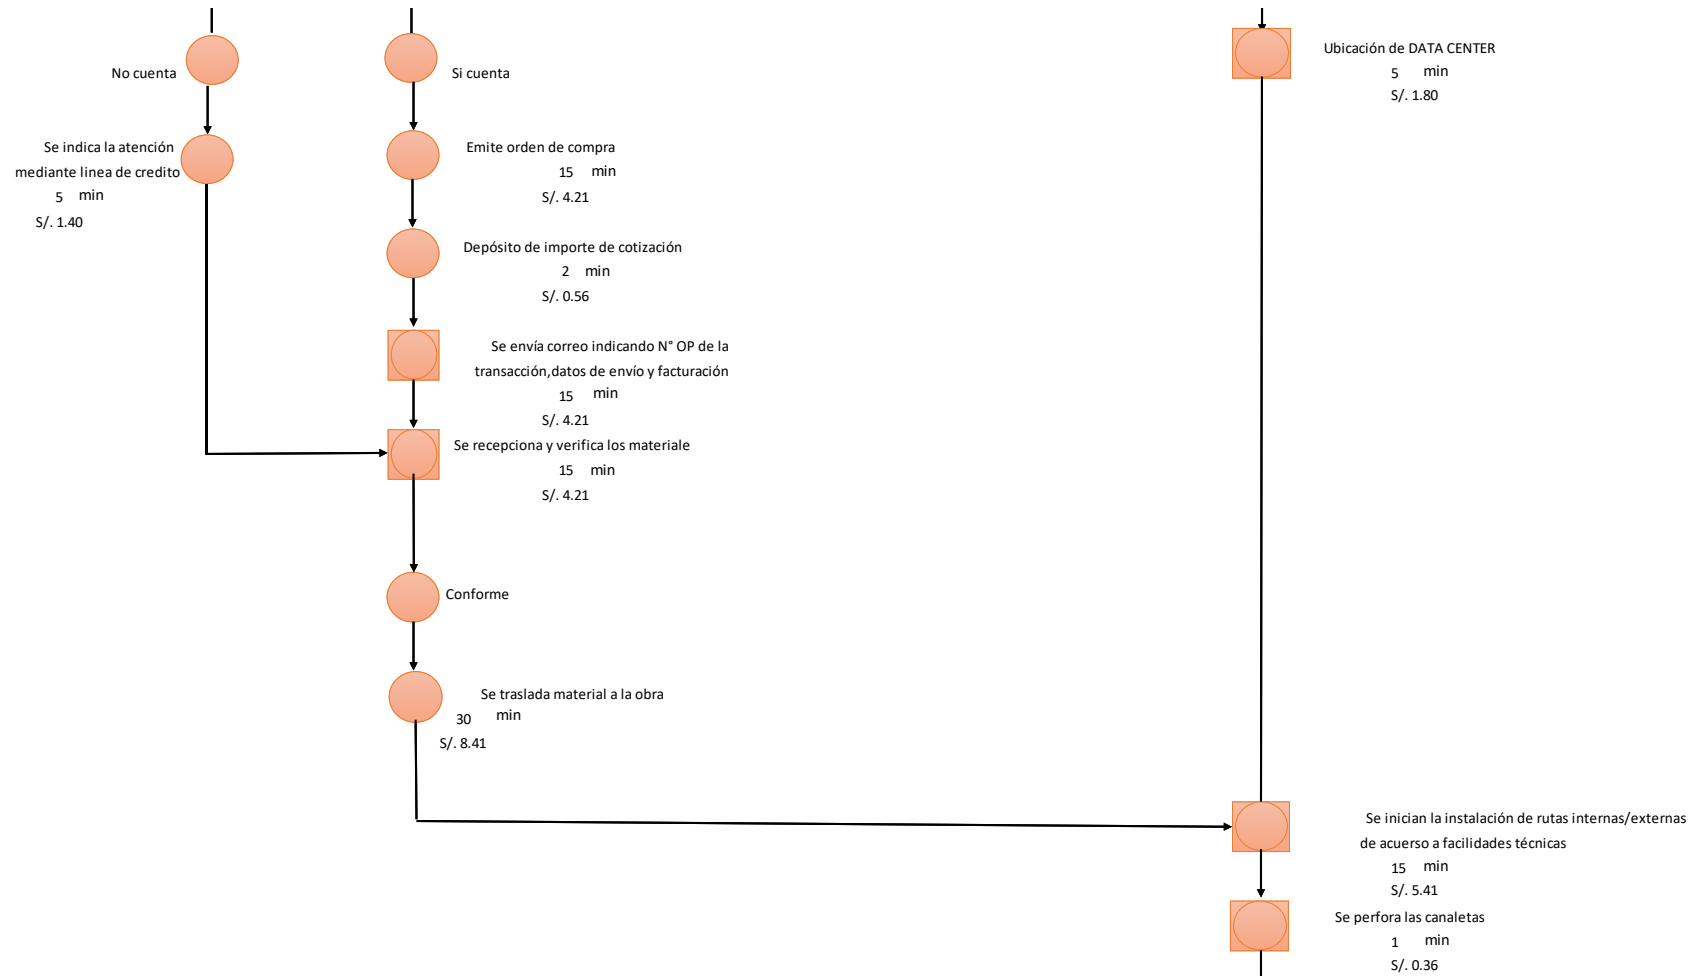 No cuenta
Si cuenta
Ubicación de DATA CENTER
5 min
S/. 1.80
Se indica la atención
mediante linea de credito
5 min
S/. 1.40
Emite orden de compra
15 min
S/. 4.21
Depósito de importe de cotización
2 min
S/. 0.56
Se envía correo indicando N° OP de la
transacción,datos de envío y facturación
15 min
S/. 4.21
Se recepciona y verifica los materiale
15 min
S/. 4.21
Conforme
Se traslada material a la obra
30 min
S/. 8.41
Se inician la instalación de rutas internas/externas
de acuerso a facilidades técnicas
15 min
S/. 5.41
Se perfora las canaletas
1 min
S/. 0.36